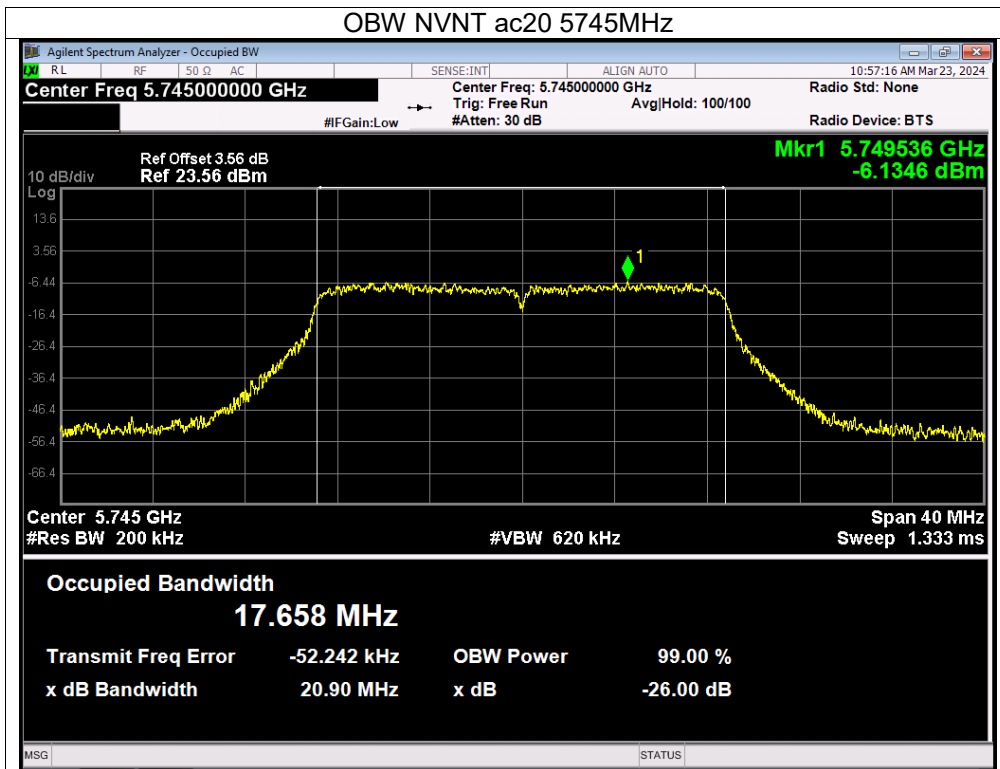 OBW NVNT ac20 5745MHz
Agilent Spectrum Analyzer - Occupied BW
LXI RL RF 50 Ω AC SENSE:INT ALIGN AUTO 10:57:16 AM Mar 23, 2024
Center Freq 5.745000000 GHz Center Freq: 5.745000000 GHz Radio Std: None
Trig: Free Run Avg|Hold: 100/100
#IFGain:Low #Atten: 30 dB Radio Device: BTS
Mkr1 5.749536 GHz
Ref Offset 3.56 dB
10 dB/div Ref 23.56 dBm -6.1346 dBm
Log
13.6
3.56
1
-6.44
-16.4
-26.4
-36.4
-46.4
-56.4
-66.4
Center 5.745 GHz Span 40 MHz
#Res BW 200 kHz #VBW 620 kHz Sweep 1.333 ms
Occupied Bandwidth
17.658 MHz
Transmit Freq Error -52.242 kHz OBW Power 99.00 %
x dB Bandwidth 20.90 MHz x dB -26.00 dB
MSG STATUS